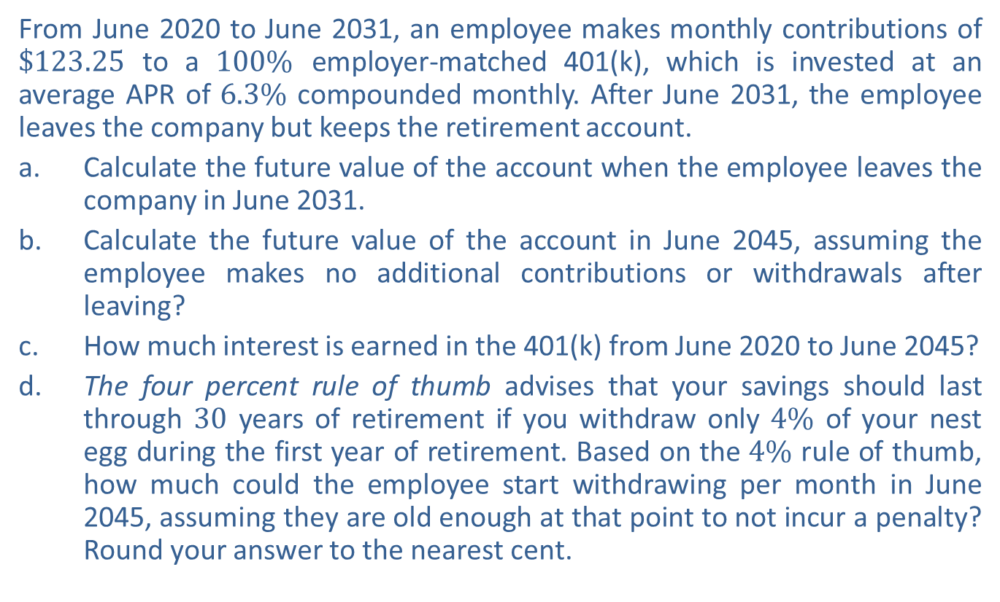 From June 2020 to June 2031, an employee makes monthly contributions of
$123.25 to a 100% employer-matched 401(k), which is invested at an
average APR of 6.3% compounded monthly. After June 2031, the employee
leaves the company but keeps the retirement account.
a. Calculate the future value of the account when the employee leaves the
company in June 2031.
b. Calculate the future value of the account in June 2045, assuming the
employee makes no additional contributions or withdrawals after
leaving?
c. How much interest is earned in the 401(k) from June 2020 to June 2045?
d. The four percent rule of thumb advises that your savings should last
through 30 years of retirement if you withdraw only 4% of your nest
egg during the first year of retirement. Based on the 4% rule of thumb,
how much could the employee start withdrawing per month in June
2045, assuming they are old enough at that point to not incur a penalty?
Round your answer to the nearest cent.